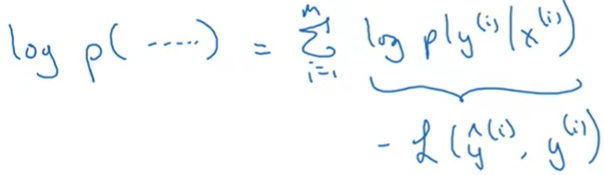 log p( ..... ) = Σ_{i=1}^{m} log p(y^{(i)}|x^{(i)})
- ℒ(ŷ^{(i)}, y^{(i)})